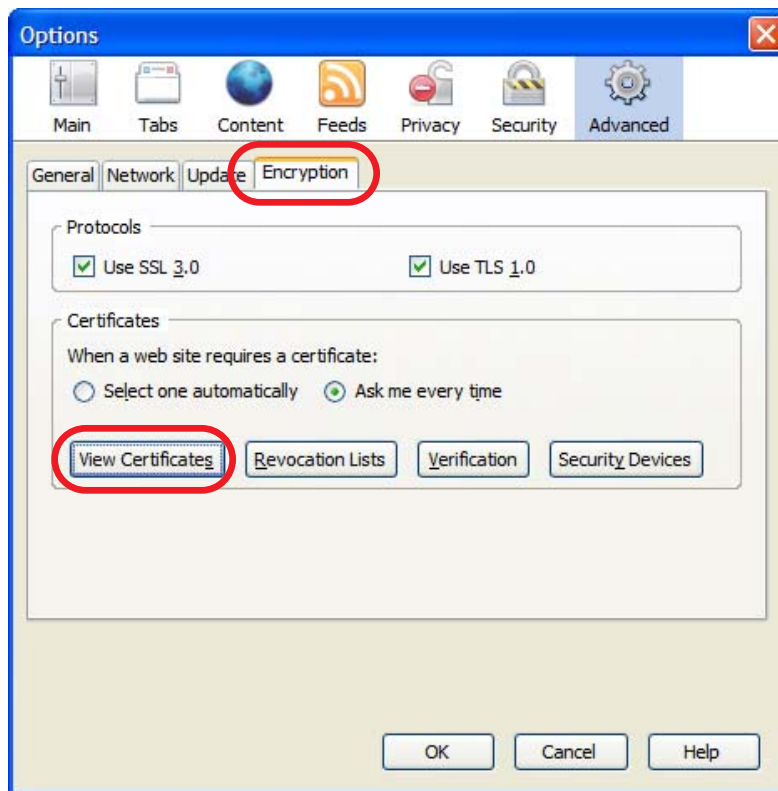 Options
Main Tabs Content Feeds Privacy Security Advanced
General Network Update Encryption
Protocols
Use SSL 3.0 Use TLS 1.0
Certificates
When a web site requires a certificate:
Select one automatically Ask me every time
View Certificates Revocation Lists Verification Security Devices
OK Cancel Help